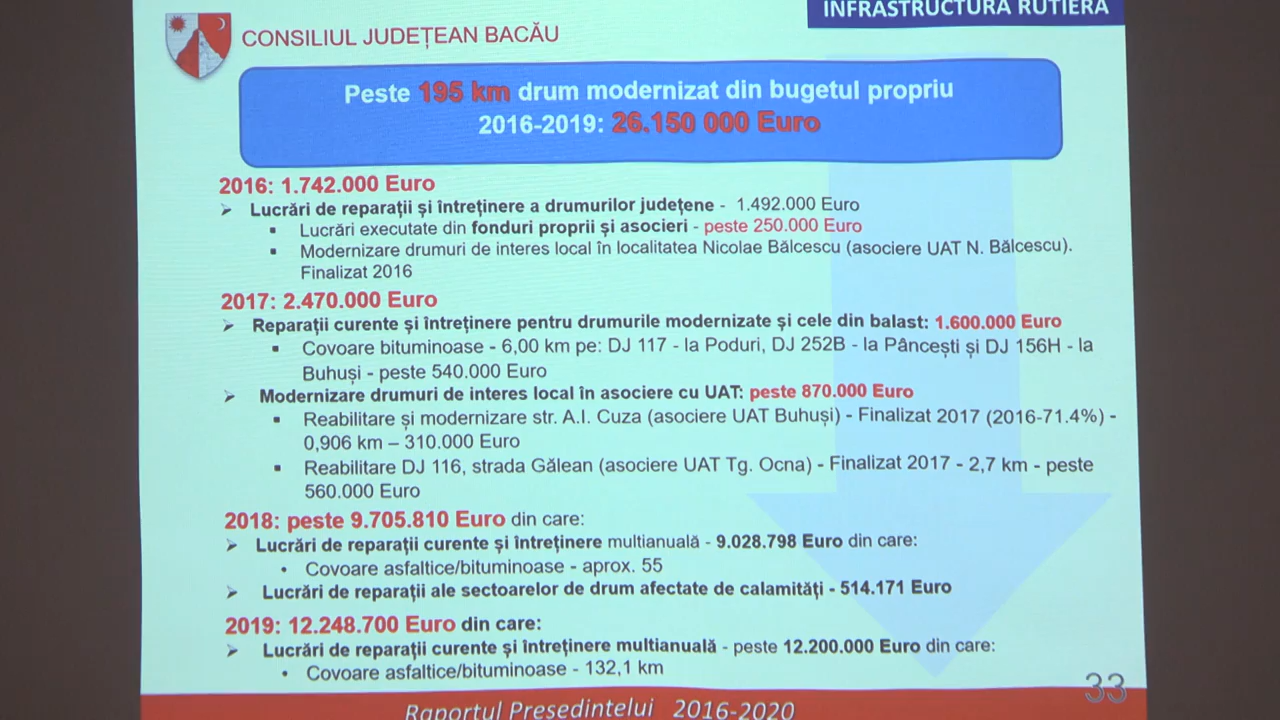 INFRASTRUCTURA RUTIERĂ
CONSILIUL JUDEȚEAN BACĂU
Peste 195 km drum modernizat din bugetul propriu
2016-2019: 26.150 000 Euro
2016: 1.742.000 Euro
➢ Lucrări de reparații și întreținere a drumurilor județene - 1.492.000 Euro
▪ Lucrări executate din fonduri proprii și asocieri - peste 250.000 Euro
▪ Modernizare drumuri de interes local în localitatea Nicolae Bălcescu (asociere UAT N. Bălcescu).
Finalizat 2016
2017: 2.470.000 Euro
➢ Reparații curente și întreținere pentru drumurile modernizate și cele din balast: 1.600.000 Euro
▪ Covoare bituminoase - 6,00 km pe: DJ 117 - la Poduri, DJ 252B - la Pâncești și DJ 156H - la
Buhuși - peste 540.000 Euro
➢ Modernizare drumuri de interes local în asociere cu UAT: peste 870.000 Euro
▪ Reabilitare și modernizare str. A.I. Cuza (asociere UAT Buhuși) - Finalizat 2017 (2016-71.4%) -
0,906 km – 310.000 Euro
▪ Reabilitare DJ 116, strada Gălean (asociere UAT Tg. Ocna) - Finalizat 2017 - 2,7 km - peste
560.000 Euro
2018: peste 9.705.810 Euro din care:
➢ Lucrări de reparații curente și întreținere multianuală - 9.028.798 Euro din care:
• Covoare asfaltice/bituminoase - aprox. 55
➢ Lucrări de reparații ale sectoarelor de drum afectate de calamități - 514.171 Euro
2019: 12.248.700 Euro din care:
➢ Lucrări de reparații curente și întreținere multianuală - peste 12.200.000 Euro din care:
• Covoare asfaltice/bituminoase - 132,1 km
33
Raportul Președintelui 2016-2020